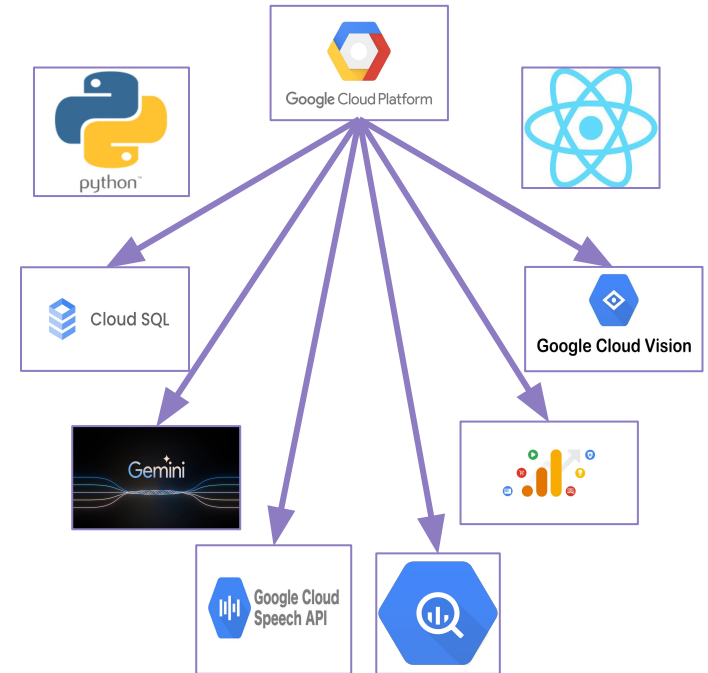 Google Cloud Platform
python™
Cloud SQL
Google Cloud Vision
Gemini
Google Cloud
Speech API